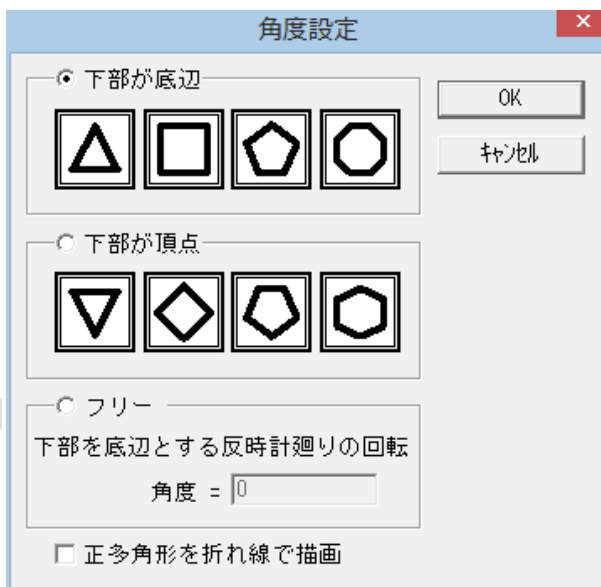 角度設定
下部が底辺
OK
キャンセル
下部が頂点
フリー
下部を底辺とする反時計廻りの回転
角度 = 0
正多角形を折れ線で描画